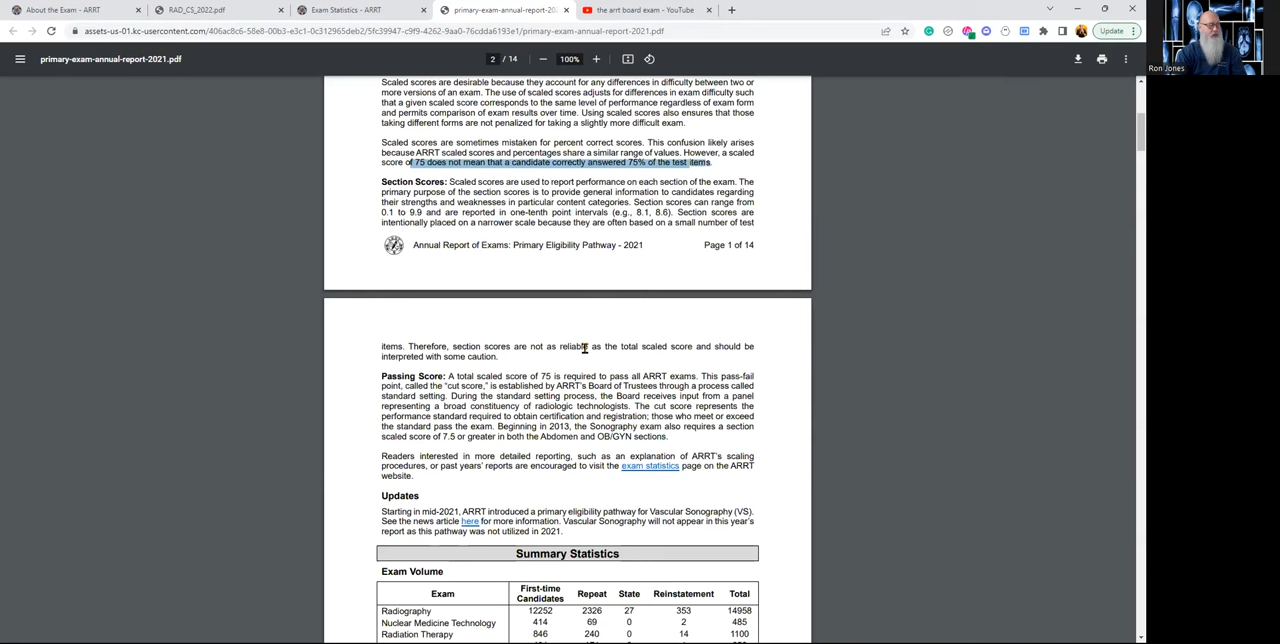 About the Exam - ARRT
RAD_CS_2022.pdf
Exam Statistics - ARRT
primary-exam-annual-report-202
the arrt board exam - YouTube
assets-us-01.kc-usercontent.com/406ac8c6-58e8-00b3-e3c1-0c312965deb2/5fc39947-c9f9-4262-9aa0-76cdda6193e1/primary-exam-annual-report-2021.pdf
Update
primary-exam-annual-report-2021.pdf
2 / 14
100%
Ron Jones
Scaled scores are desirable because they account for any differences in difficulty between two or
more versions of an exam. The use of scaled scores adjusts for differences in exam difficulty such
that a given scaled score corresponds to the same level of performance regardless of exam form
and permits comparison of exam results over time. Using scaled scores also ensures that those
taking different forms are not penalized for taking a slightly more difficult exam.
Scaled scores are sometimes mistaken for percent correct scores. This confusion likely arises
because ARRT scaled scores and percentages share a similar range of values. However, a scaled
score of 75 does not mean that a candidate correctly answered 75% of the test items.
Section Scores: Scaled scores are used to report performance on each section of the exam. The
primary purpose of the section scores is to provide general information to candidates regarding
their strengths and weaknesses in particular content categories. Section scores can range from
0.1 to 9.9 and are reported in one-tenth point intervals (e.g., 8.1, 8.6). Section scores are
intentionally placed on a narrower scale because they are often based on a small number of test
Annual Report of Exams: Primary Eligibility Pathway - 2021 Page 1 of 14
items. Therefore, section scores are not as reliable as the total scaled score and should be
interpreted with some caution.
Passing Score: A total scaled score of 75 is required to pass all ARRT exams. This pass-fail
point, called the “cut score,” is established by ARRT's Board of Trustees through a process called
standard setting. During the standard setting process, the Board receives input from a panel
representing a broad constituency of radiologic technologists. The cut score represents the
performance standard required to obtain certification and registration; those who meet or exceed
the standard pass the exam. Beginning in 2013, the Sonography exam also requires a section
scaled score of 7.5 or greater in both the Abdomen and OB/GYN sections.
Readers interested in more detailed reporting, such as an explanation of ARRT's scaling
procedures, or past years' reports are encouraged to visit the exam statistics page on the ARRT
website.
Updates
Starting in mid-2021, ARRT introduced a primary eligibility pathway for Vascular Sonography (VS).
See the news article here for more information. Vascular Sonography will not appear in this year's
report as this pathway was not utilized in 2021.
Summary Statistics
Exam Volume
Exam First-time Candidates Repeat State Reinstatement Total
Radiography 12252 2326 27 353 14958
Nuclear Medicine Technology 414 69 0 2 485
Radiation Therapy 846 240 0 14 1100